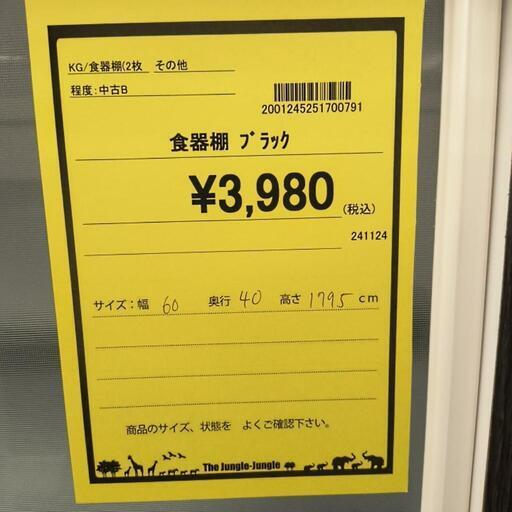 KG/食器棚(2枚 その他
程度:中古B
2001245251700791
食器棚 ﾌﾞﾗｯｸ
¥3,980(税込)
241124
サイズ:幅 60 奥行 40 高さ 179.5 cm
商品のサイズ、状態を よくご確認下さい。
The Jungle-Jungle